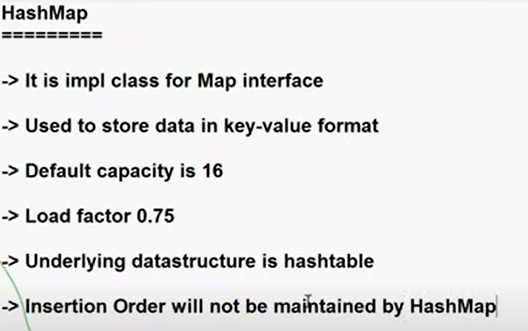 HashMap
=========
-> It is impl class for Map interface
-> Used to store data in key-value format
-> Default capacity is 16
-> Load factor 0.75
-> Underlying datastructure is hashtable
-> Insertion Order will not be maintained by HashMap